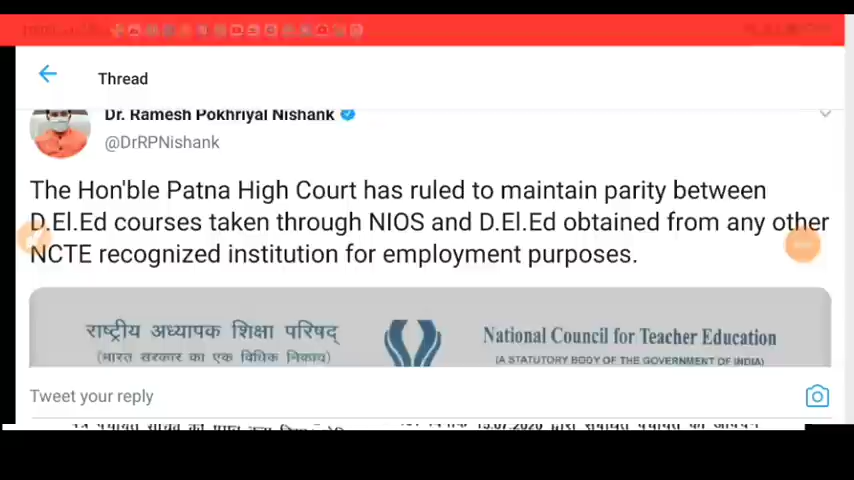 Thread
Dr. Ramesh Pokhriyal Nishank
@DrRPNishank
The Hon'ble Patna High Court has ruled to maintain parity between
D.El.Ed courses taken through NIOS and D.El.Ed obtained from any other
NCTE recognized institution for employment purposes.
राष्ट्रीय अध्यापक शिक्षा परिषद्
(भारत सरकार का एक विधिक निकाय)
National Council for Teacher Education
(A STATUTORY BODY OF THE GOVERNMENT OF INDIA)
Tweet your reply